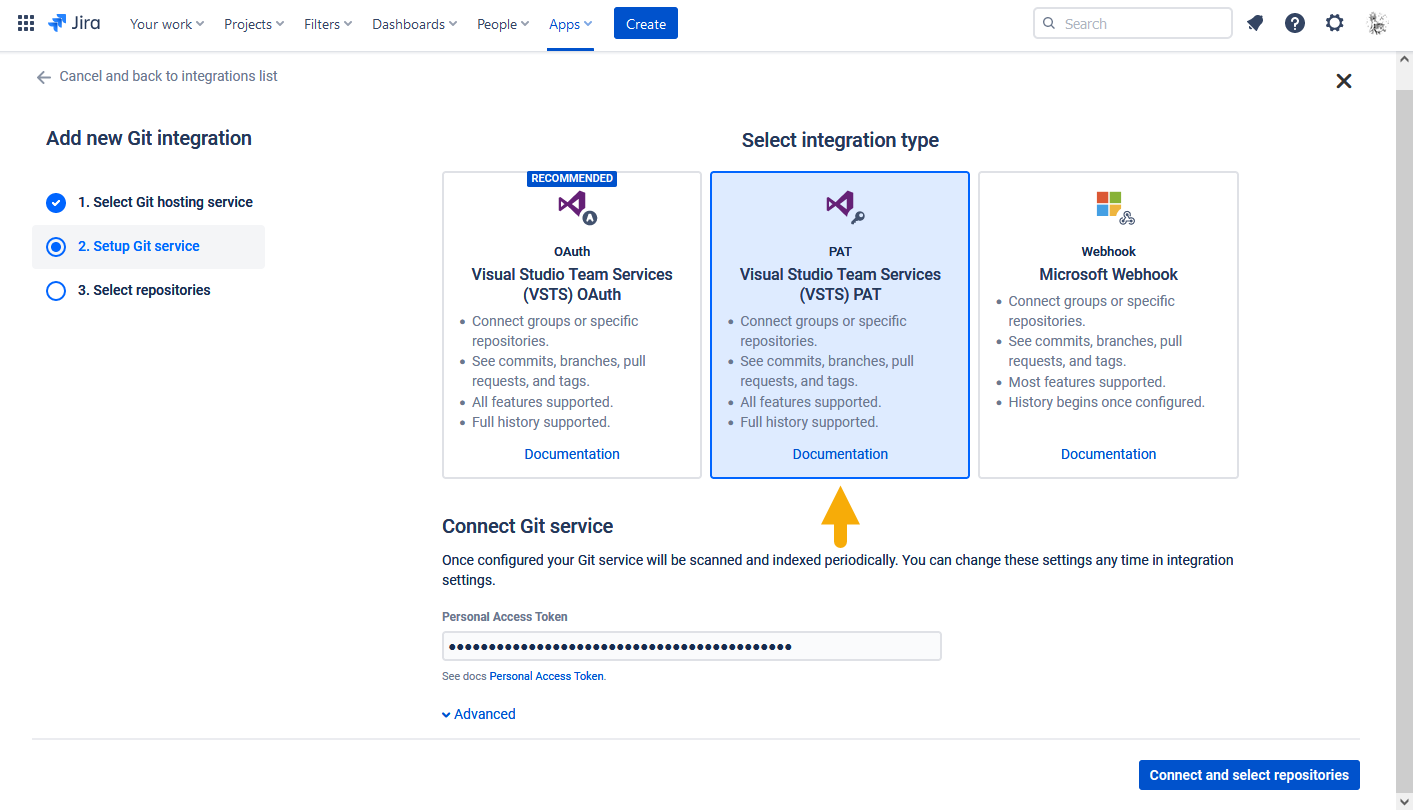 Jira
Your work
Projects
Filters
Dashboards
People
Apps
Create
Search
Cancel and back to integrations list
Add new Git integration
1. Select Git hosting service
2. Setup Git service
3. Select repositories
Select integration type
RECOMMENDED
OAuth
Visual Studio Team Services
(VSTS) OAuth
• Connect groups or specific
repositories.
• See commits, branches, pull
requests, and tags.
• All features supported.
• Full history supported.
Documentation
PAT
Visual Studio Team Services
(VSTS) PAT
• Connect groups or specific
repositories.
• See commits, branches, pull
requests, and tags.
• All features supported.
• Full history supported.
Documentation
Webhook
Microsoft Webhook
• Connect groups or specific
repositories.
• See commits, branches, pull
requests, and tags.
• Most features supported.
• History begins once configured.
Documentation
Connect Git service
Once configured your Git service will be scanned and indexed periodically. You can change these settings any time in integration
settings.
Personal Access Token
See docs Personal Access Token.
Advanced
Connect and select repositories